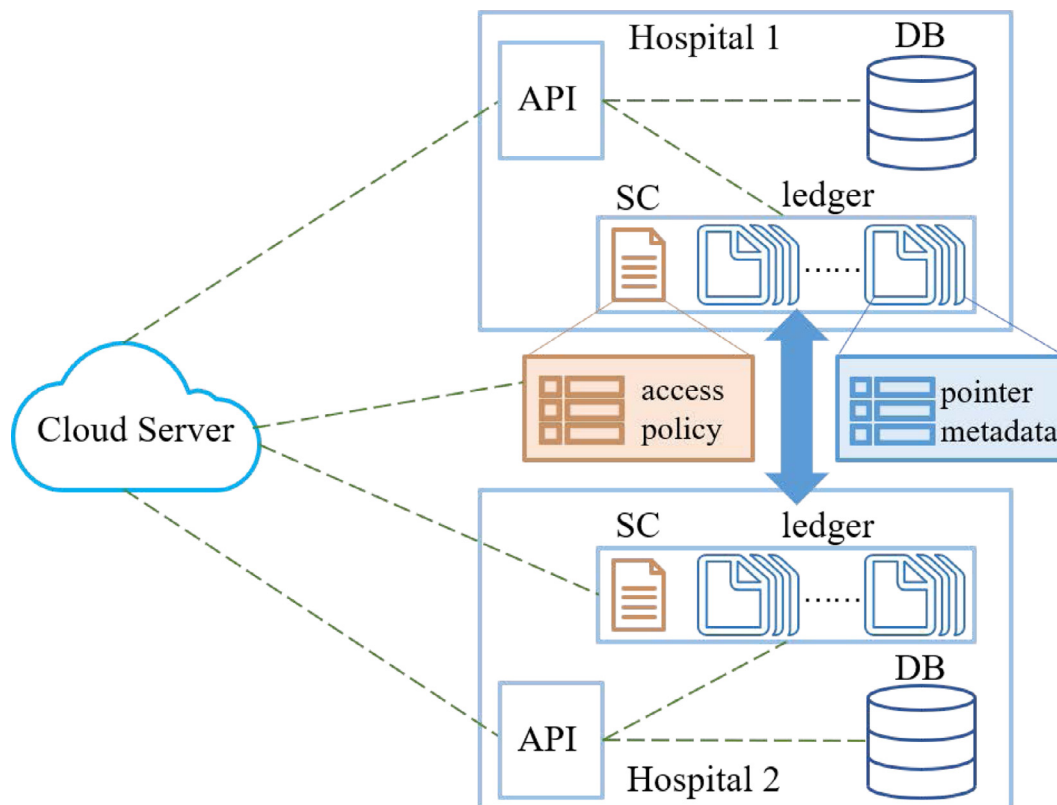 Hospital 1
DB
API
SC
ledger
……
access
policy
pointer
metadata
Cloud Server
SC
ledger
……
DB
API
Hospital 2